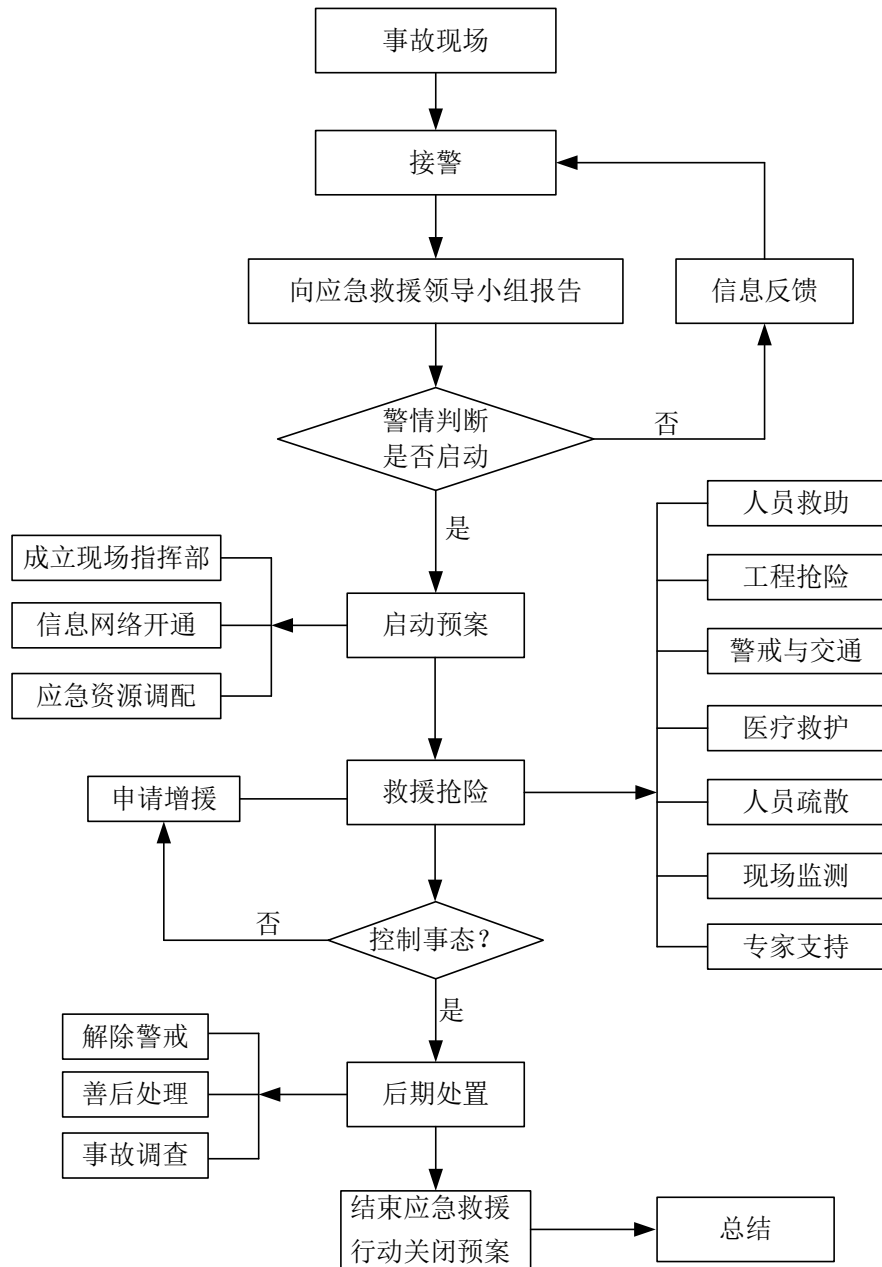 事故现场
接警
向应急救援领导小组报告
信息反馈
警情判断
是否启动
否
是
人员救助
成立现场指挥部
工程抢险
信息网络开通
启动预案
警戒与交通
应急资源调配
医疗救护
申请增援
救援抢险
人员疏散
现场监测
否
控制事态？
专家支持
是
解除警戒
善后处理
后期处置
事故调查
结束应急救援
行动关闭预案
总结